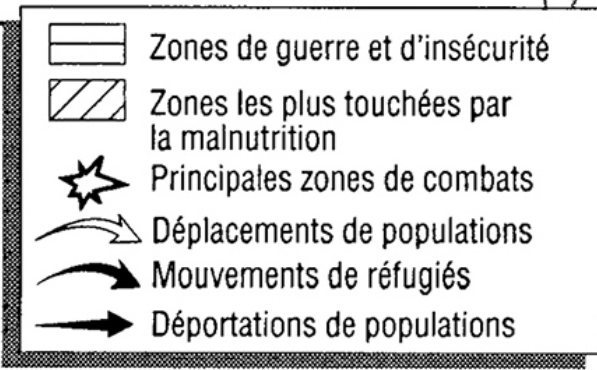 Zones de guerre et d'insécurité
Zones les plus touchées par
la malnutrition
Principales zones de combats
Déplacements de populations
Mouvements de réfugiés
Déportations de populations